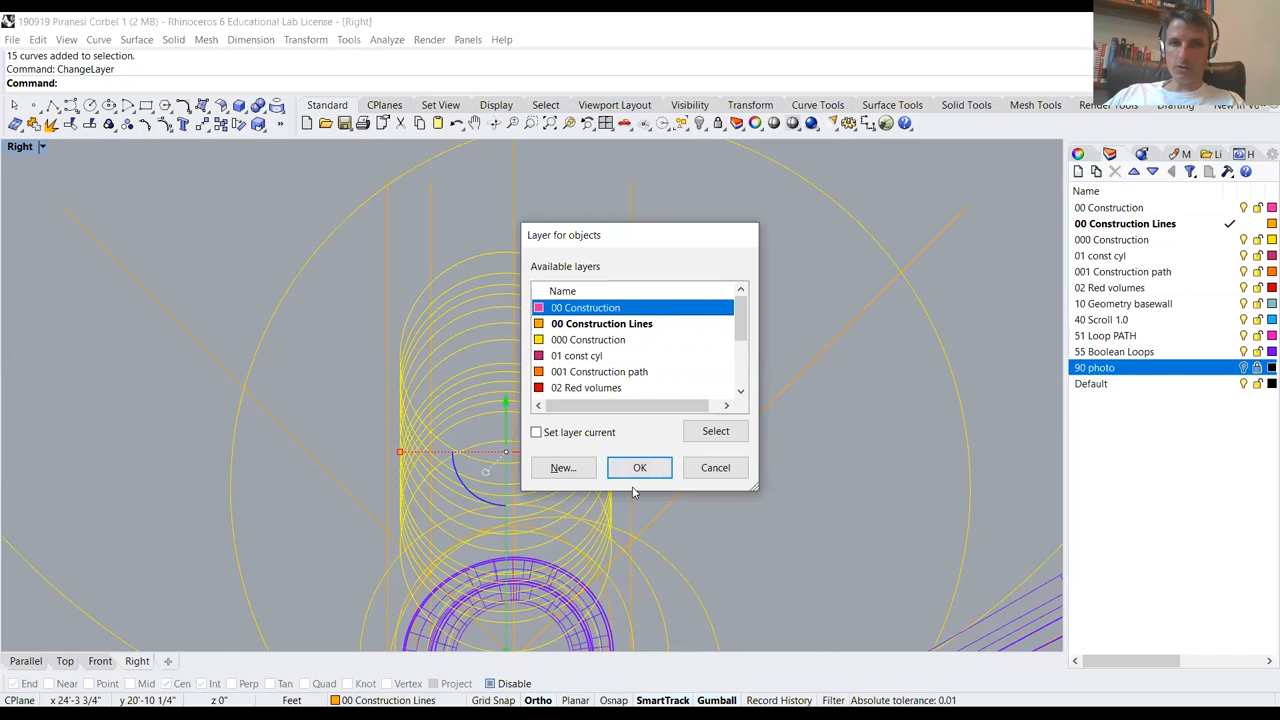 190919 Piranesi Corbel 1 (2 MB) - Rhinoceros 6 Educational Lab License - [Right]
File Edit View Curve Surface Solid Mesh Dimension Transform Tools Analyze Render Panels Help
15 curves added to selection.
Command: ChangeLayer
Command:
Standard CPlanes Set View Display Select Viewport Layout Visibility Transform Curve Tools Surface Tools Solid Tools Mesh Tools Render Tools Drafting
Right
M Li H
Name
00 Construction
00 Construction Lines
000 Construction
01 const cyl
001 Construction path
02 Red volumes
10 Geometry basewall
40 Scroll 1.0
51 Loop PATH
55 Boolean Loops
90 photo
Default
Layer for objects
Available layers
Name
00 Construction
00 Construction Lines
000 Construction
01 const cyl
001 Construction path
02 Red volumes
Set layer current
Select
New...
OK
Cancel
Parallel Top Front Right
End Near Point Mid Cen Int Perp Tan Quad Knot Vertex Project Disable
CPlane x 24'-3 3/4" y 20'-10 1/4" z 0" Feet 00 Construction Lines Grid Snap Ortho Planar Osnap SmartTrack Gumball Record History Filter Absolute tolerance: 0.01